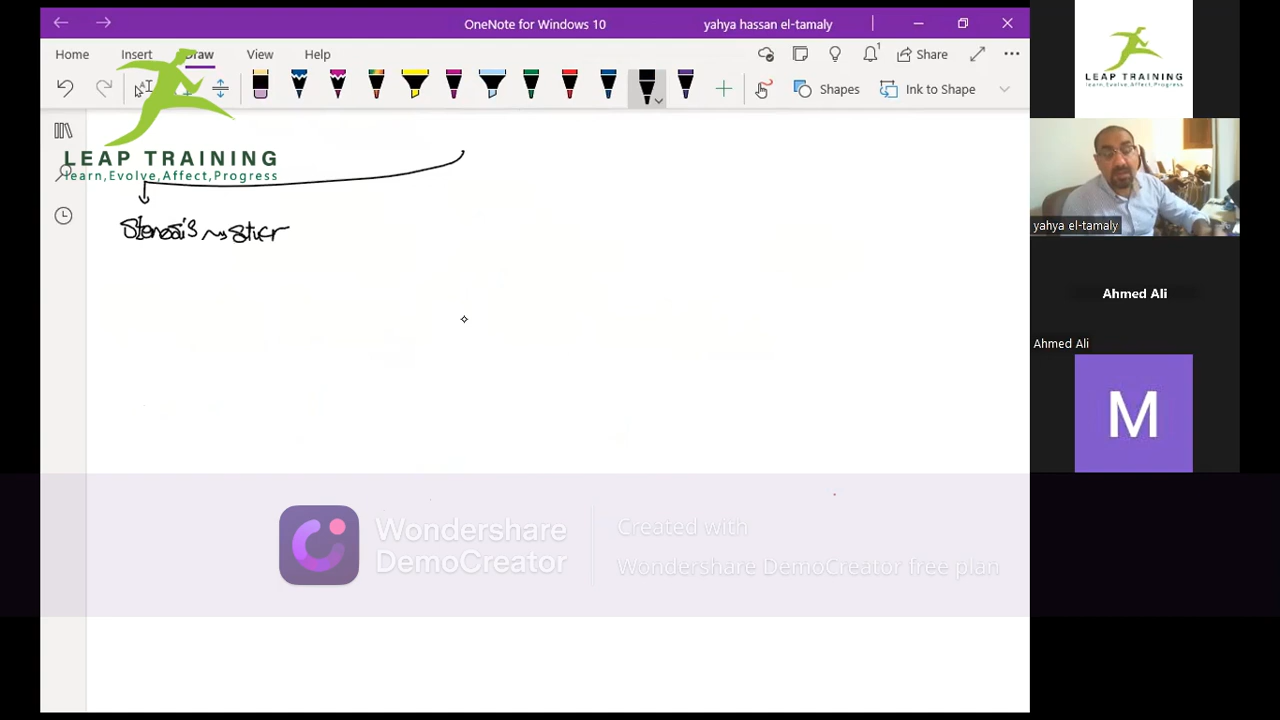 OneNote for Windows 10
yahya hassan el-tamaly
Home
Insert
Draw
View
Help
1
Share
Shapes
Ink to Shape
LEAP TRAINING
learn,Evolve,Affect,Progress
Stenosis
LEAP TRAINING
learn,Evolve,Affect,Progress
yahya el-tamaly
Ahmed Ali
Ahmed Ali
M
Wondershare
DemoCreator
Created with
Wondershare DemoCreator free plan